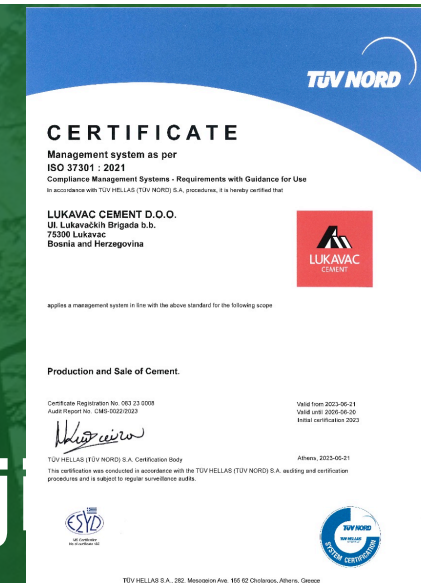 TÜV NORD
CERTIFICATE
Management system as per
ISO 37301 : 2021
Compliance Management Systems - Requirements with Guidance for Use
In accordance with TÜV HELLAS (TÜV NORD) S.A. procedures, it is hereby certified that
LUKAVAC CEMENT D.O.O.
Ul. Lukavačkih Brigada b.b.
75300 Lukavac
Bosnia and Herzegovina
LUKAVAC
CEMENT
applies a management system in line with the above standard for the following scope
Production and Sale of Cement.
Certificate Registration No. 083 23 0008
Audit Report No. CMS-0022/2023
Valid from 2023-06-21
Valid until 2026-06-20
Initial certification 2023
TÜV HELLAS (TÜV NORD) S.A. Certification Body
Athens, 2023-06-21
This certification was conducted in accordance with the TÜV HELLAS (TÜV NORD) S.A. auditing and certification
procedures and is subject to regular surveillance audits.
ESYD
TÜV NORD
TÜV HELLAS
SYSTEM CERTIFICATION
TÜV HELLAS S.A., 282, Mesogeion Ave. 155 62 Cholargos, Athens, Greece